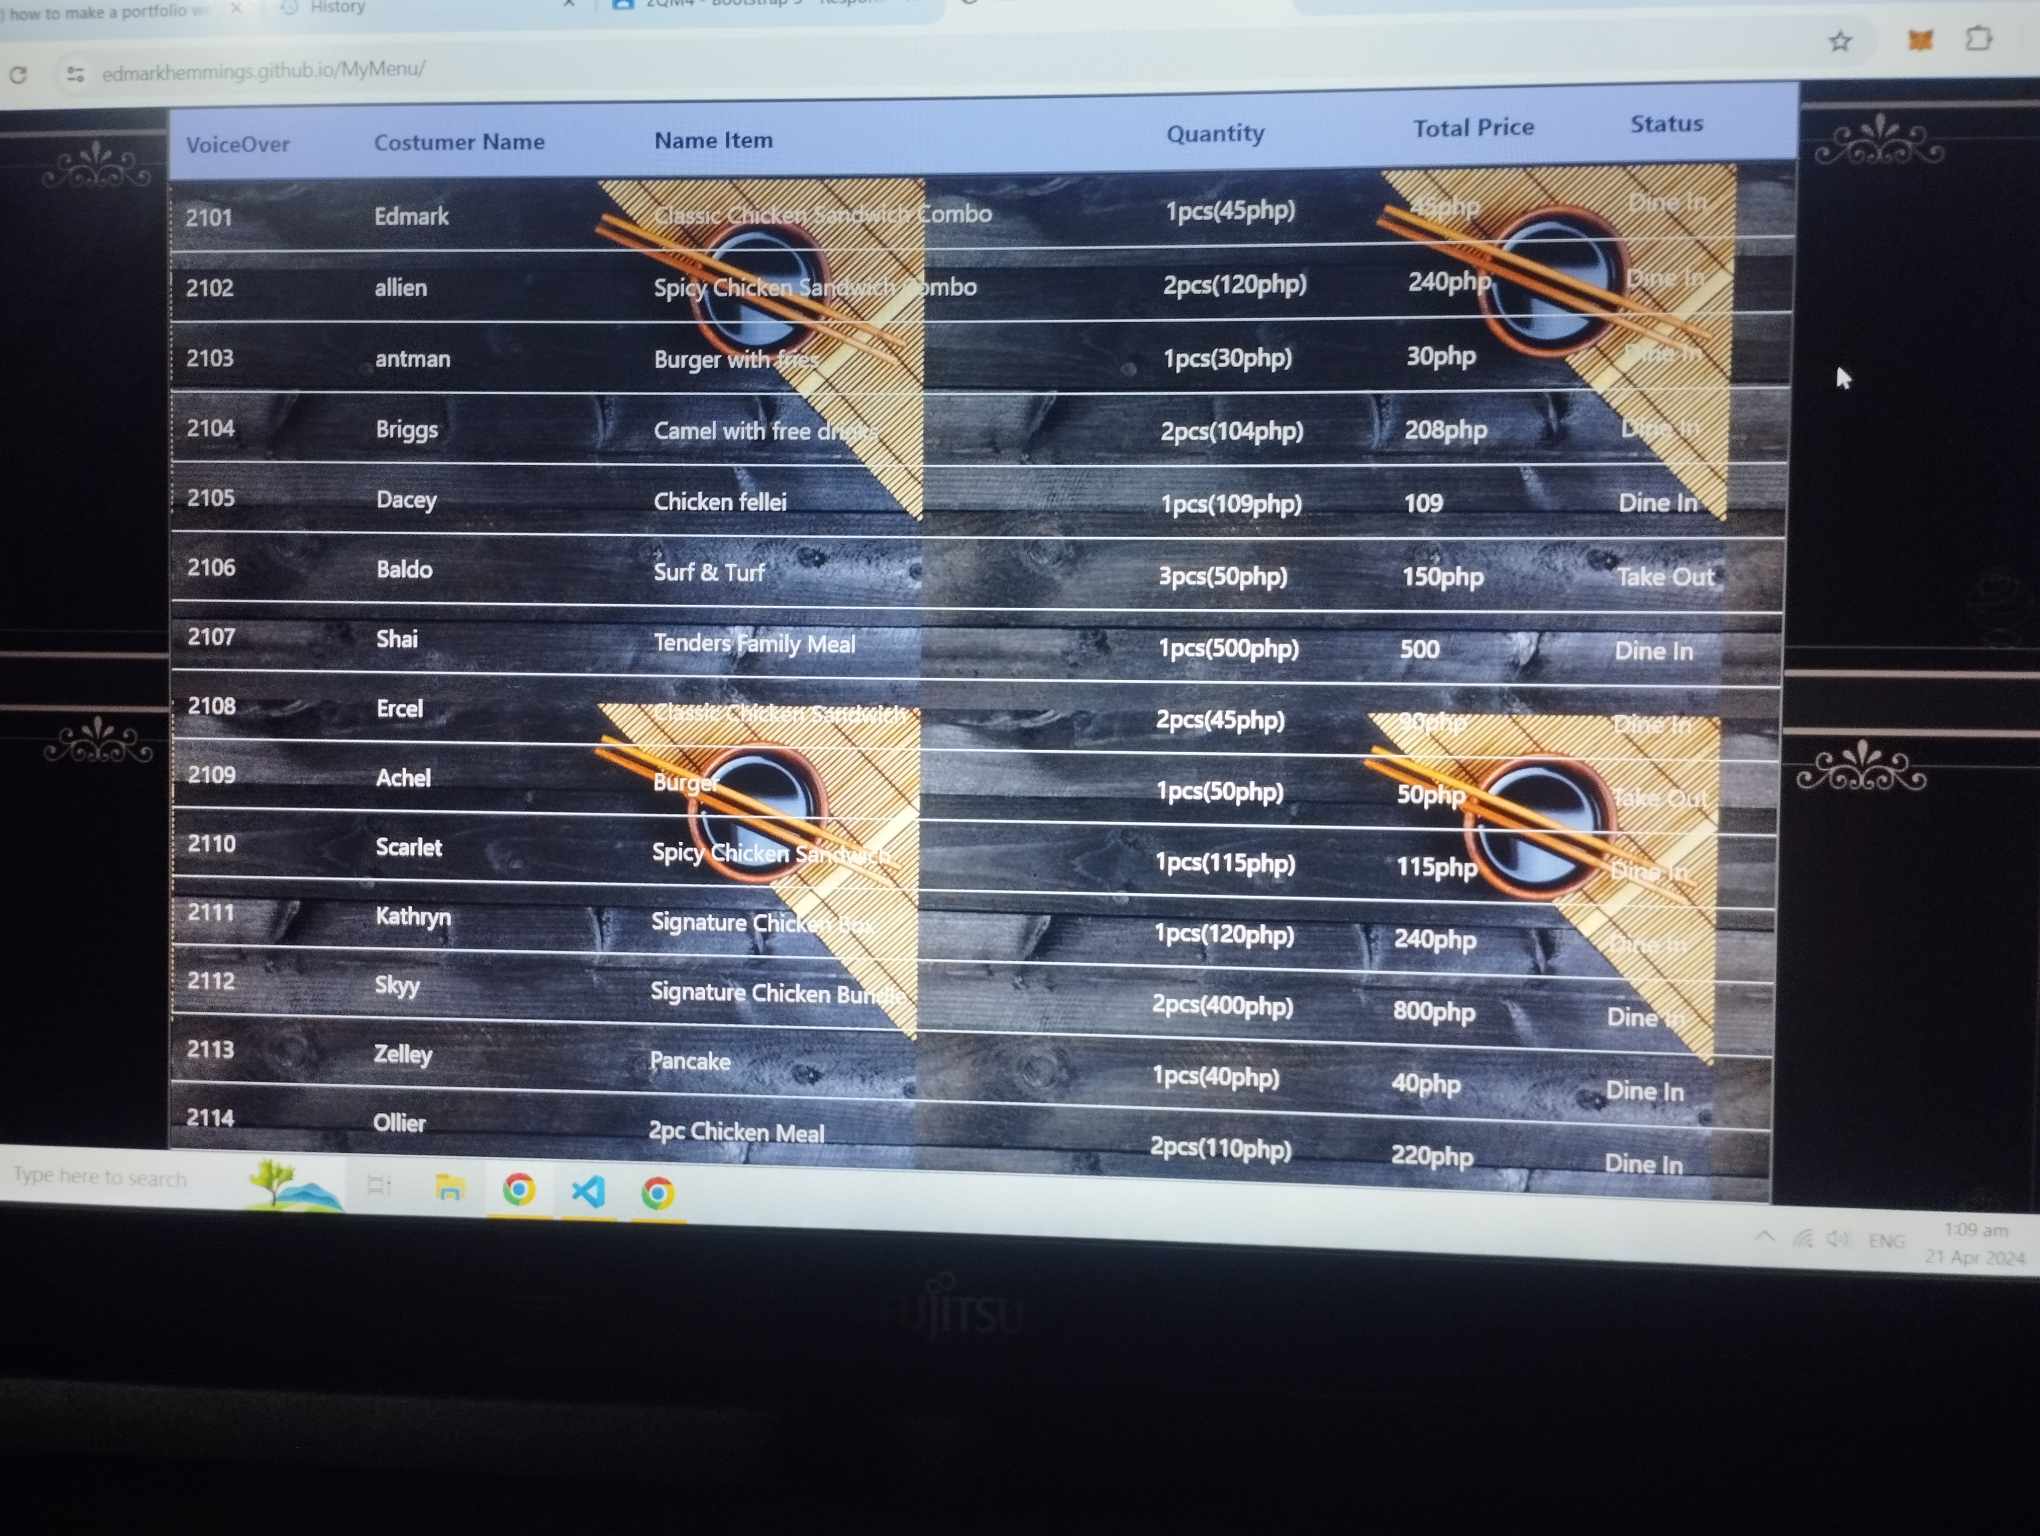 how to make a portfolio
History
edmarkhemmings.github.io/MyMenu/
VoiceOver Costumer Name Name Item Quantity Total Price Status
2101 Edmark Classic Chicken Sandwich Combo 1pcs(45php) 45php Dine In
2102 allien Spicy Chicken Sandwich Combo 2pcs(120php) 240php Dine In
2103 antman Burger with fries 1pcs(30php) 30php Dine In
2104 Briggs Camel with free drinks 2pcs(104php) 208php Dine In
2105 Dacey Chicken fellei 1pcs(109php) 109 Dine In
2106 Baldo Surf & Turf 3pcs(50php) 150php Take Out
2107 Shai Tenders Family Meal 1pcs(500php) 500 Dine In
2108 Ercel Classic Chicken Sandwich 2pcs(45php) 90php Dine In
2109 Achel Burger 1pcs(50php) 50php Take Out
2110 Scarlet Spicy Chicken Sandwich 1pcs(115php) 115php Dine In
2111 Kathryn Signature Chicken Box 1pcs(120php) 240php Dine In
2112 Skyy Signature Chicken Bundle 2pcs(400php) 800php Dine In
2113 Zelley Pancake 1pcs(40php) 40php Dine In
2114 Ollier 2pc Chicken Meal 2pcs(110php) 220php Dine In
Type here to search
ENG 1:09 am
21 Apr 2024
FUJITSU